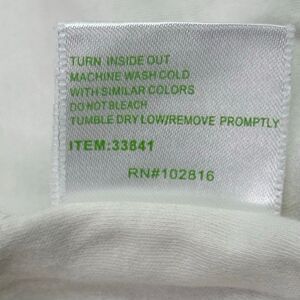 TURN INSIDE OUT
MACHINE WASH COLD
WITH SIMILAR COLORS
DO NOT BLEACH
TUMBLE DRY LOW/REMOVE PROMPTLY
ITEM:33841
RN#102816